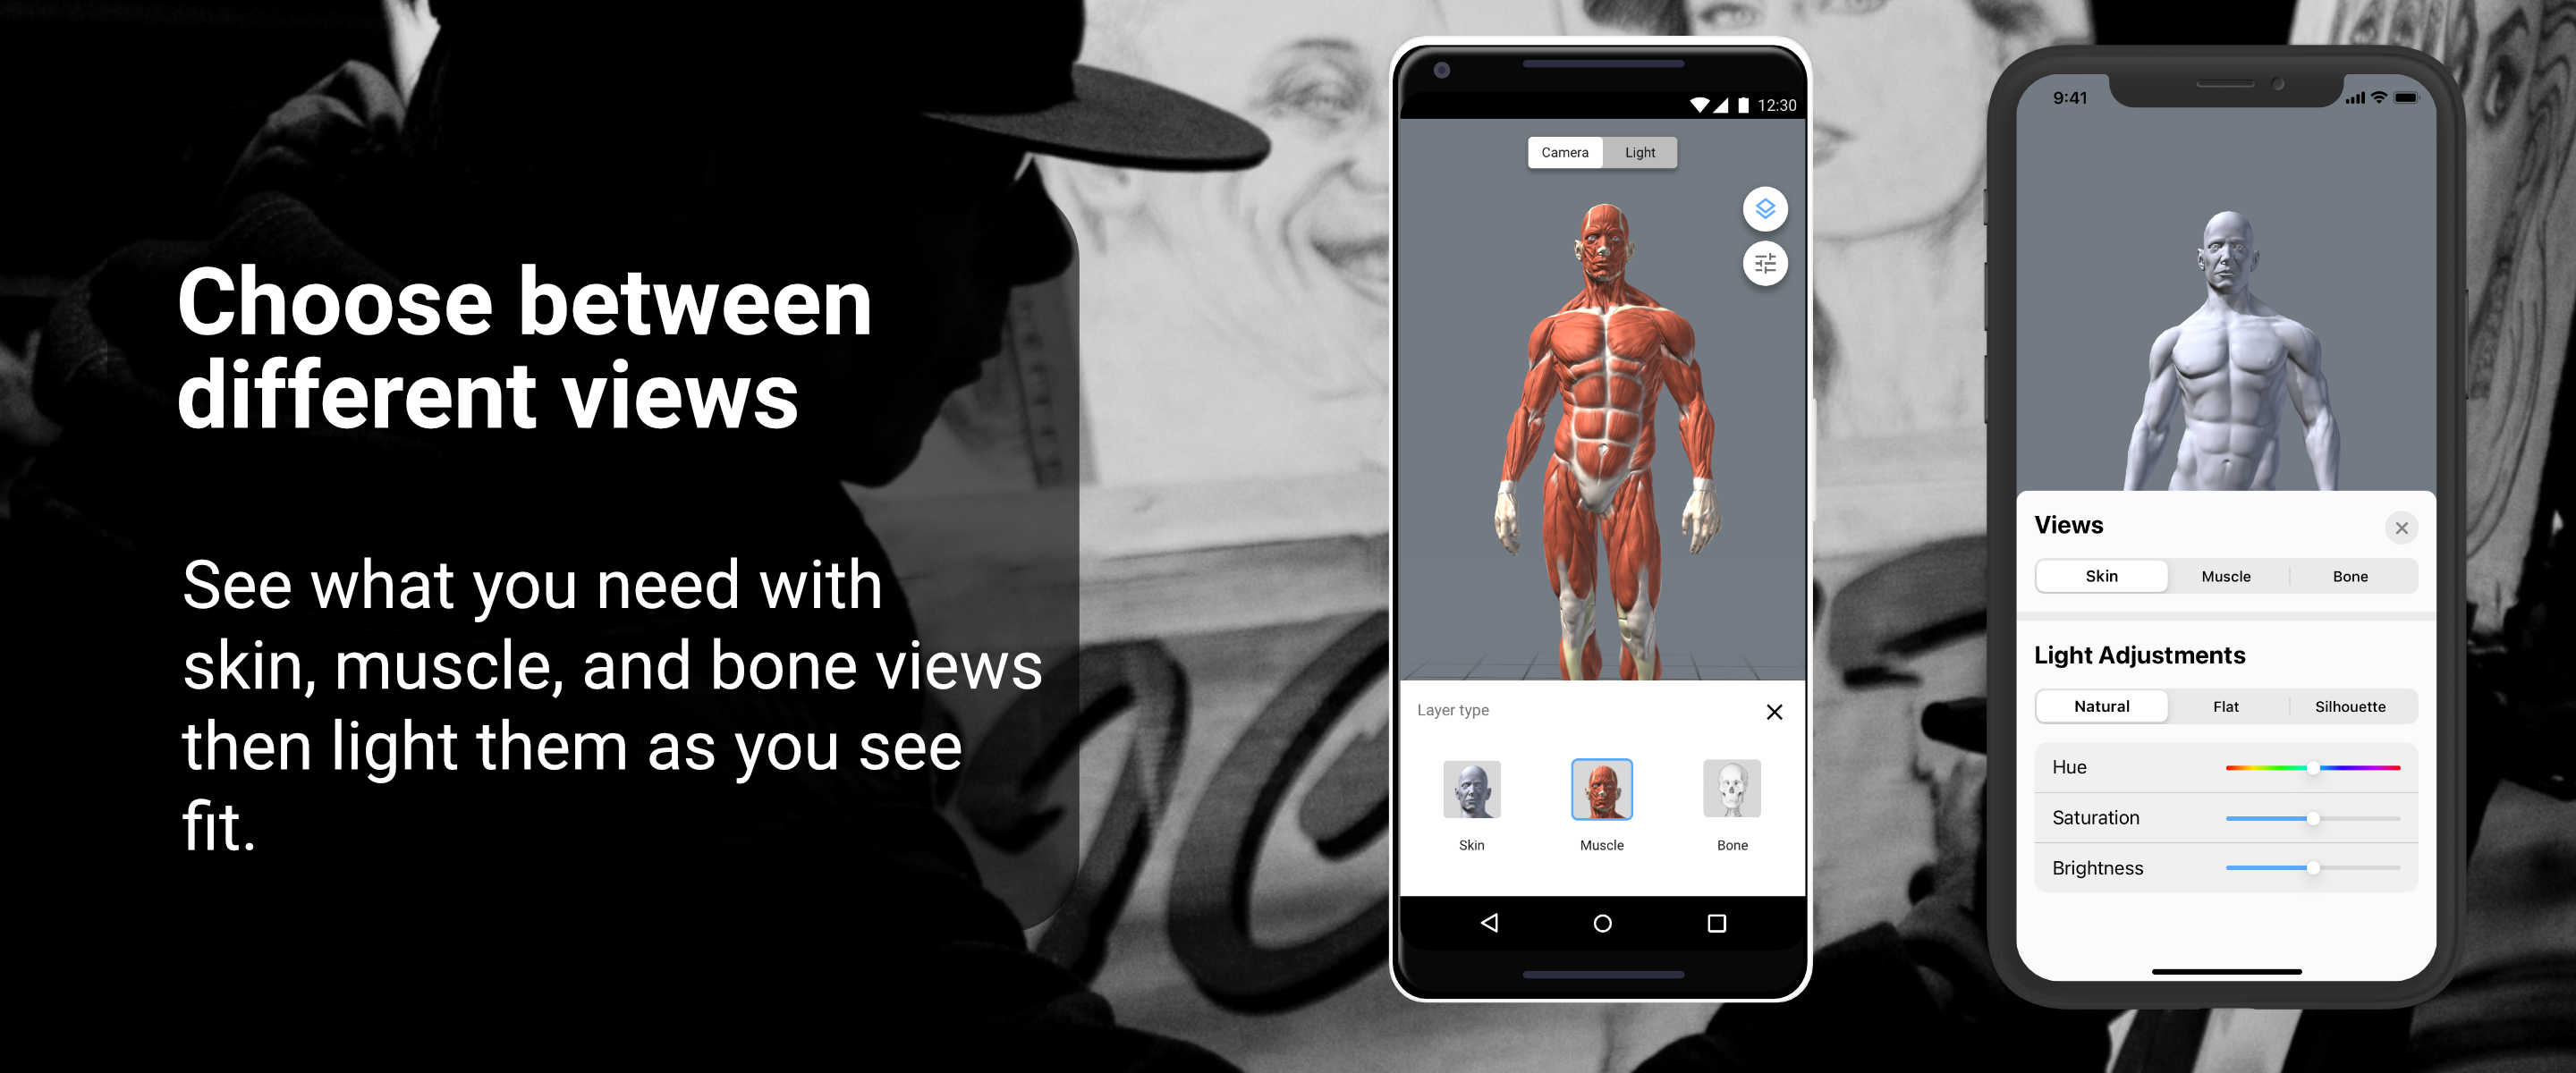 Choose between
different views
See what you need with
skin, muscle, and bone views
then light them as you see
fit.
12:30
Camera Light
Layer type
Skin Muscle Bone
9:41
Views
Skin Muscle Bone
Light Adjustments
Natural Flat Silhouette
Hue
Saturation
Brightness